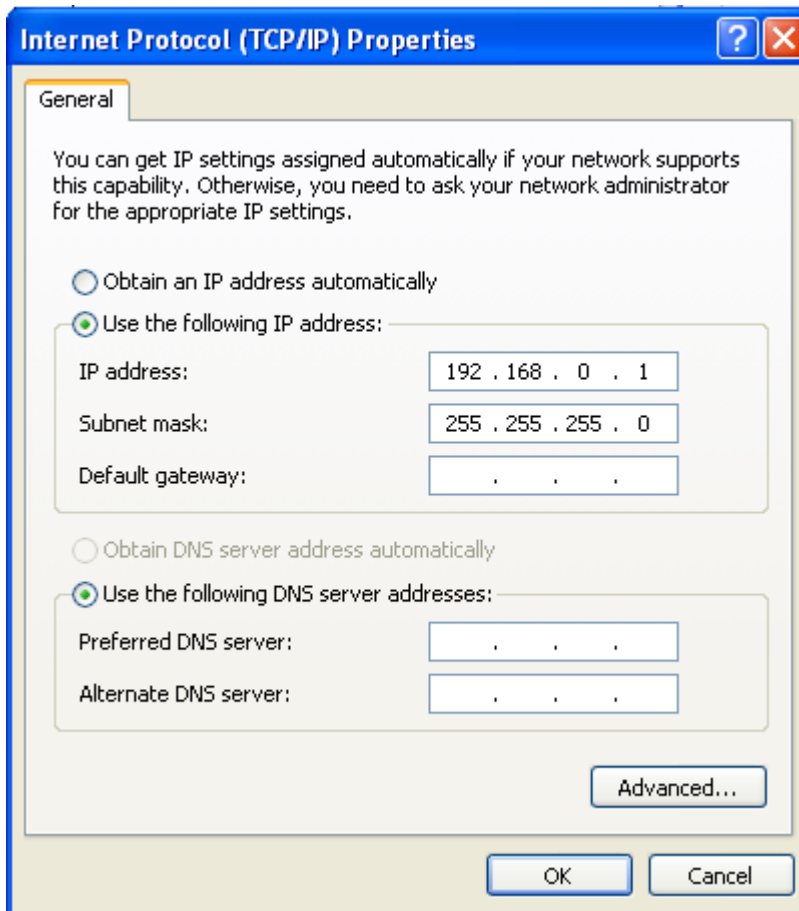 Internet Protocol (TCP/IP) Properties
?
General
You can get IP settings assigned automatically if your network supports
this capability. Otherwise, you need to ask your network administrator
for the appropriate IP settings.
Obtain an IP address automatically
Use the following IP address:
IP address: 192 . 168 . 0 . 1
Subnet mask: 255 . 255 . 255 . 0
Default gateway: . . .
Obtain DNS server address automatically
Use the following DNS server addresses:
Preferred DNS server: . . .
Alternate DNS server: . . .
Advanced...
OK Cancel